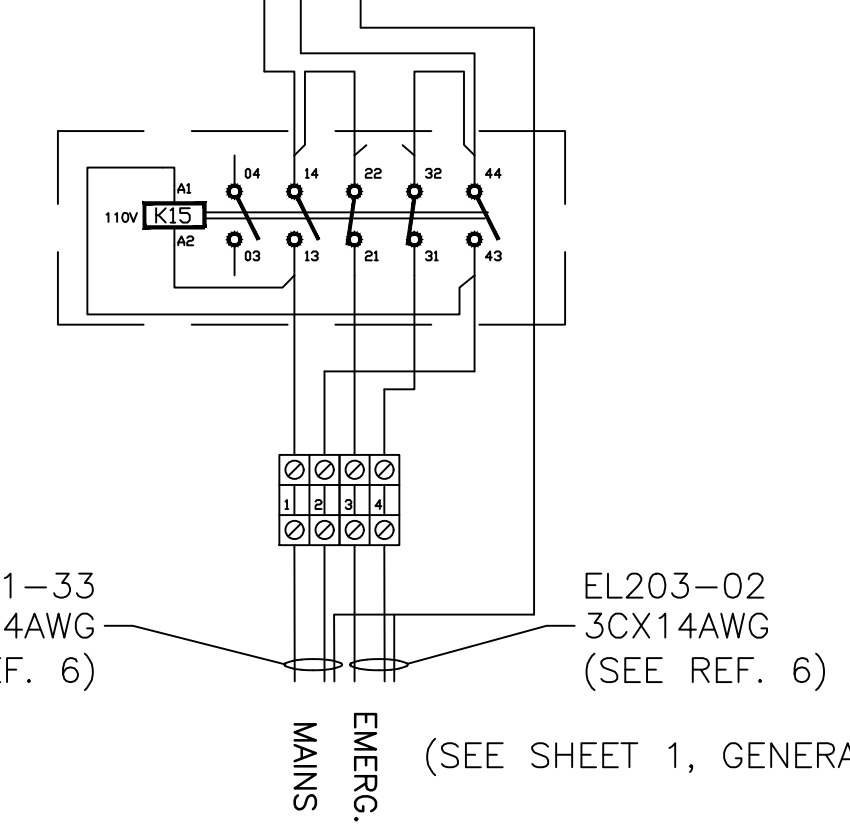 04 14 22 32 44
A1
110V K15
A2
03 13 21 31 43
1 2 3 4
1-33
4AWG
F. 6)
EL203-02
3CX14AWG
(SEE REF. 6)
MAINS
EMERG.
(SEE SHEET 1, GENERA